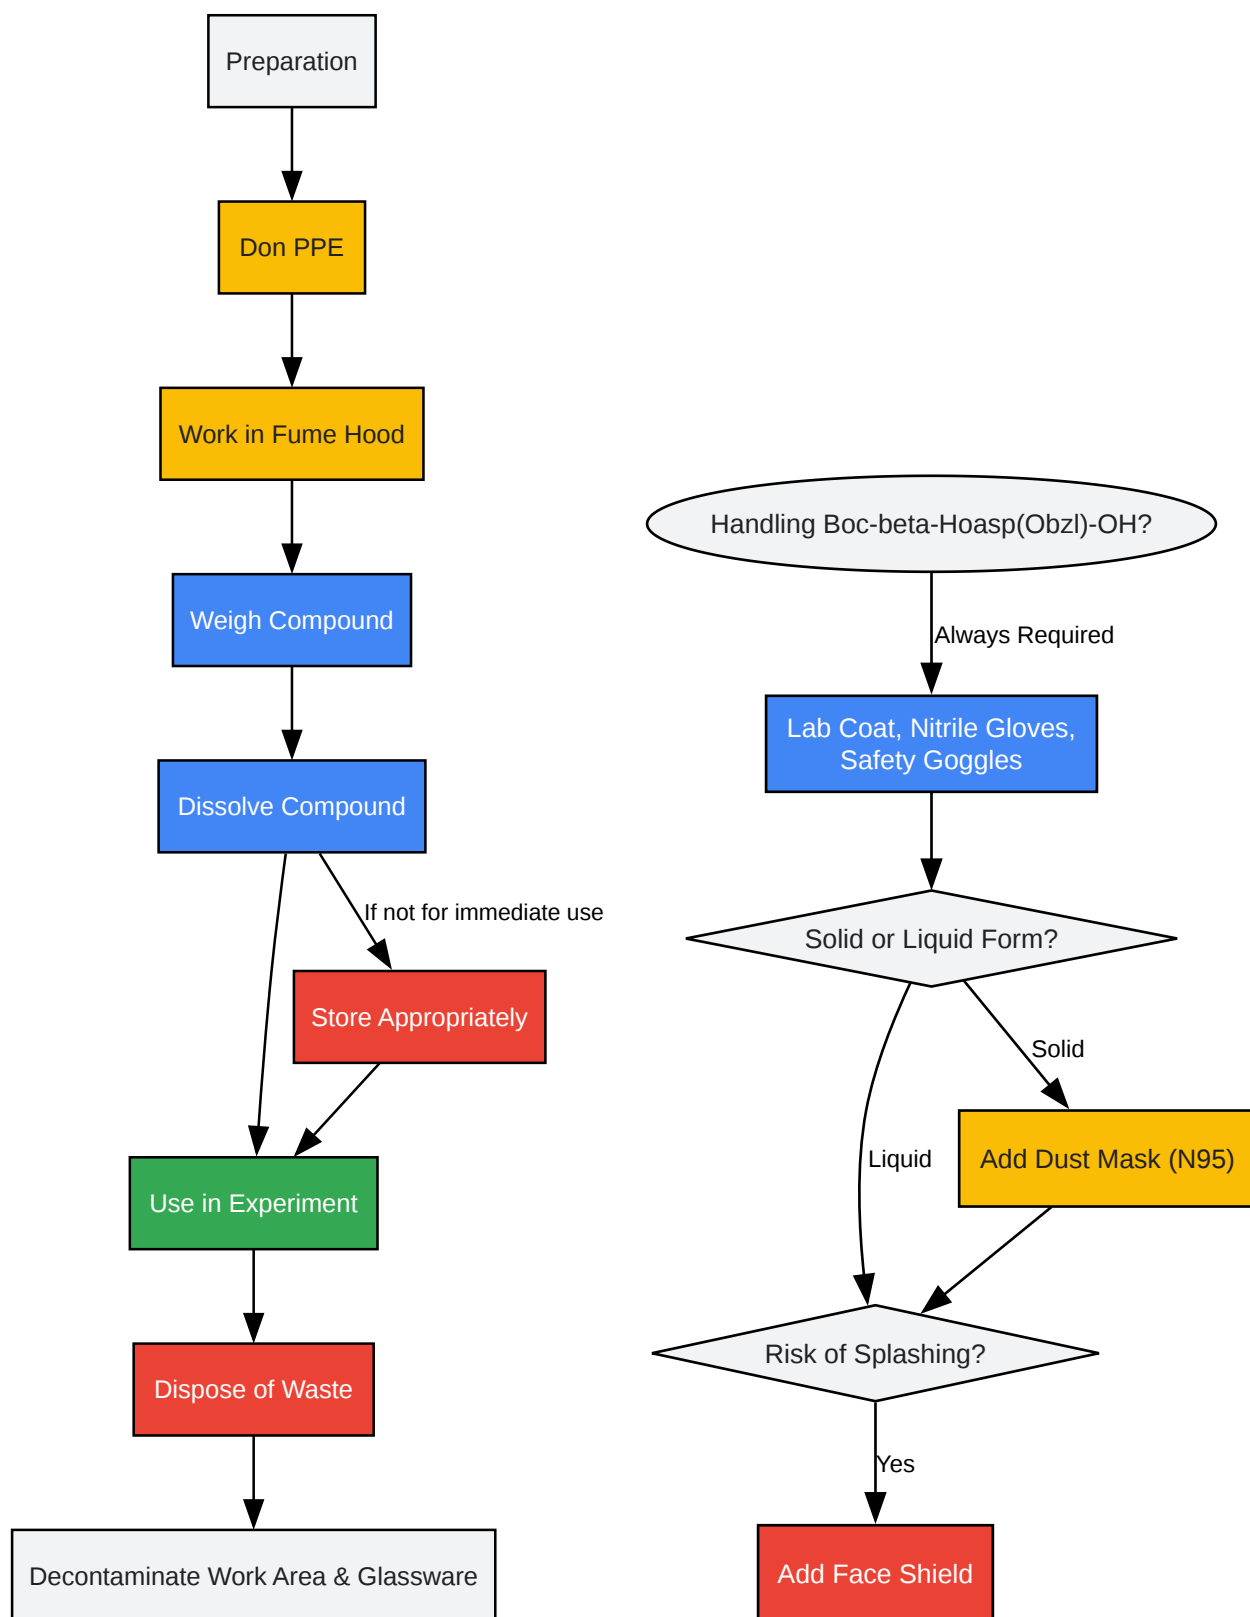 Preparation
Don PPE
Work in Fume Hood
Weigh Compound
Dissolve Compound
If not for immediate use
Store Appropriately
Use in Experiment
Dispose of Waste
Decontaminate Work Area & Glassware
Handling Boc-beta-Hoasp(Obzl)-OH?
Always Required
Lab Coat, Nitrile Gloves,
Safety Goggles
Solid or Liquid Form?
Solid
Liquid
Add Dust Mask (N95)
Risk of Splashing?
Yes
Add Face Shield